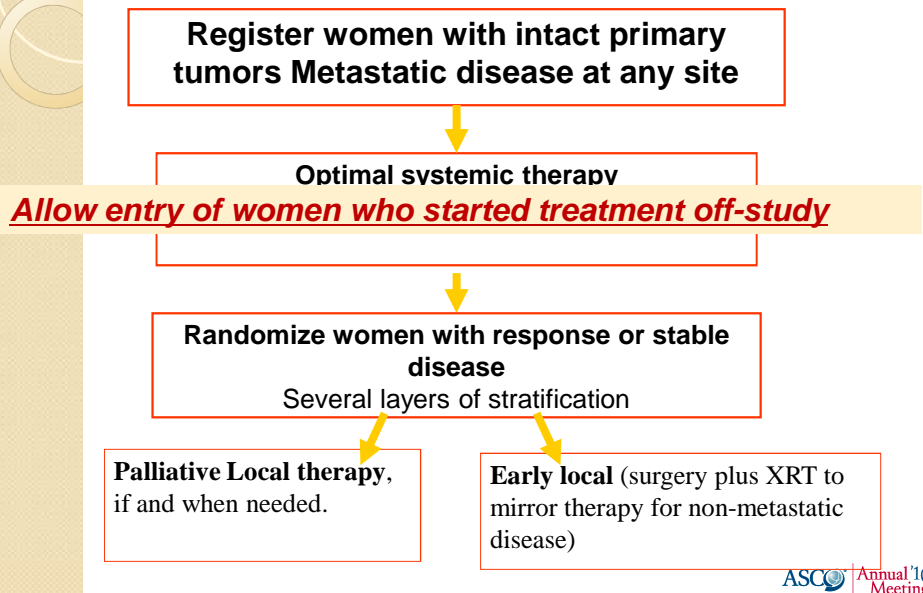 Register women with intact primary
tumors Metastatic disease at any site
Optimal systemic therapy
Allow entry of women who started treatment off-study
Randomize women with response or stable
disease
Several layers of stratification
Palliative Local therapy,
if and when needed.
Early local (surgery plus XRT to
mirror therapy for non-metastatic
disease)
ASCO Annual '16
Meeting